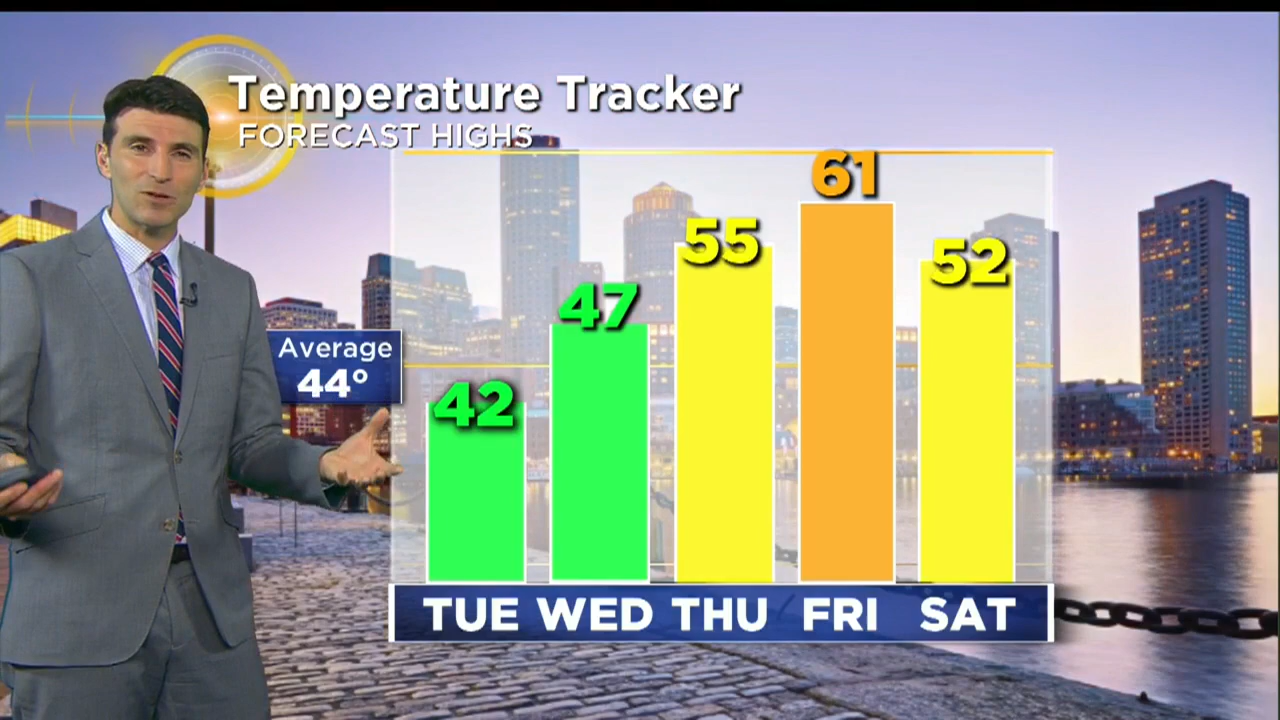 Temperature Tracker
FORECAST HIGHS
61
55
52
47
Average
44°
42
TUE WED THU FRI SAT